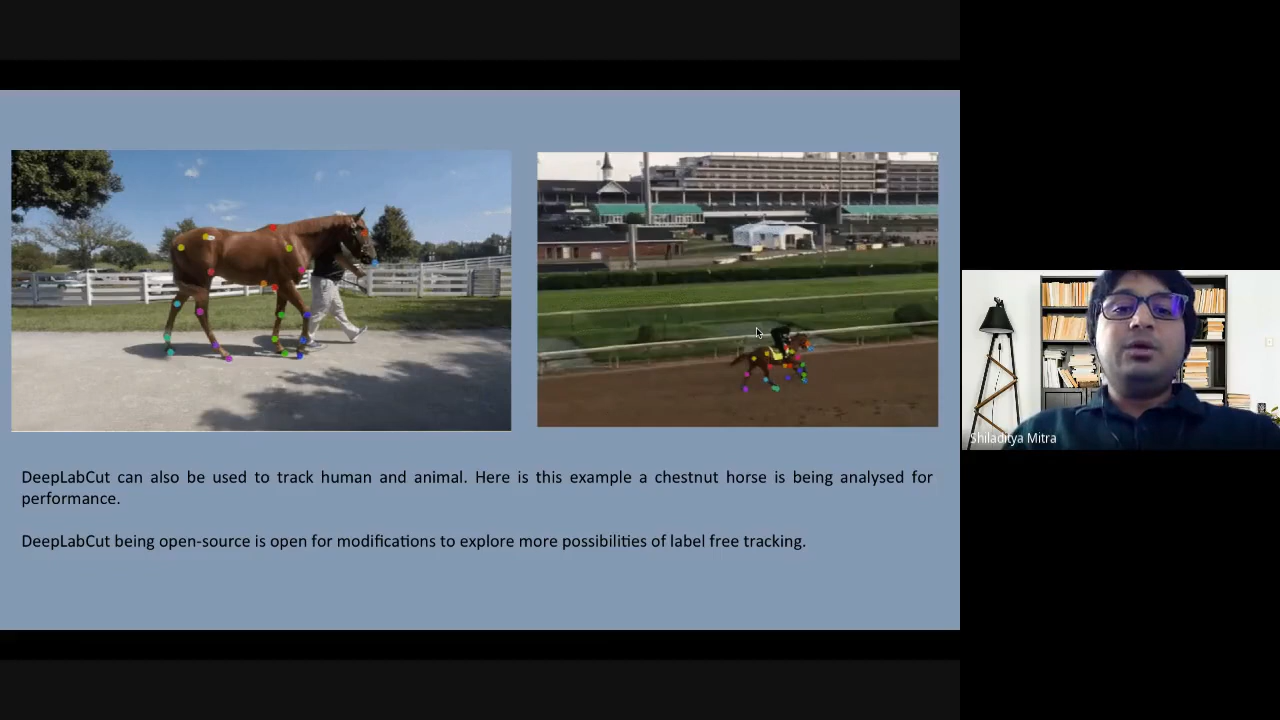 DeepLabCut can also be used to track human and animal. Here is this example a chestnut horse is being analysed for
performance.
DeepLabCut being open-source is open for modifications to explore more possibilities of label free tracking.
Shiladitya Mitra